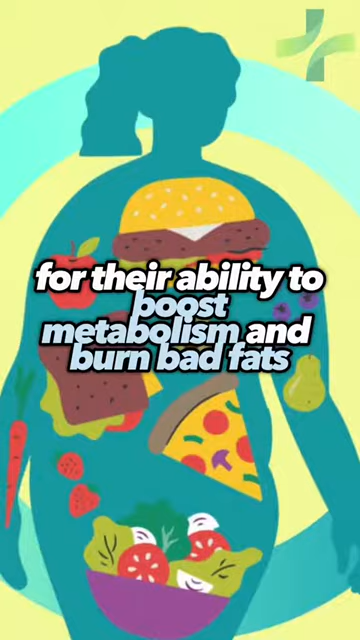 for their ability to
boost
metabolism and
burn bad fats